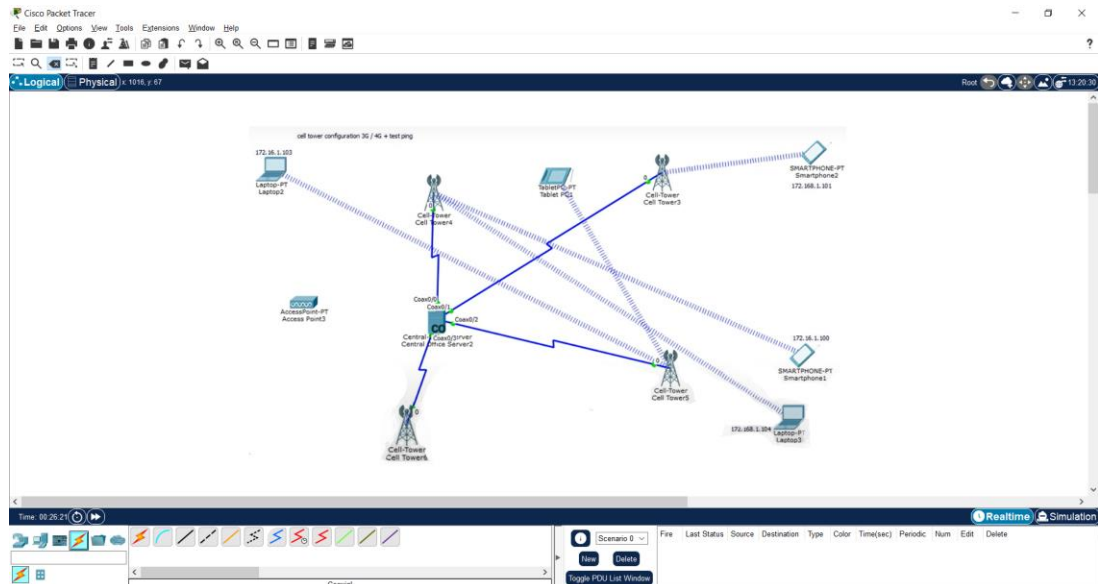 Cisco Packet Tracer
File Edit Options View Tools Extensions Window Help
?
Logical Physical x: 1016, y: 67 Root 13:20:30
cell tower configuration 3G / 4G + test ping
172.16.1.103
Laptop-PT
Laptop2
0
Cell-Tower
Cell Tower4
TabletPC-PT
Tablet PC1
0
Cell-Tower
Cell Tower3
SMARTPHONE-PT
Smartphone2
172.168.1.101
AccessPoint-PT
Access Point3
Coax0/0
Coax0/1
Coax0/2
CO
Coax0/3
Central Office Server2
172.16.1.100
SMARTPHONE-PT
Smartphone1
0
Cell-Tower
Cell Tower5
172.168.1.104
Laptop-PT
Laptop3
0
Cell-Tower
Cell Tower6
Time: 00:26:21 Realtime Simulation
Scenario 0
New Delete
Toggle PDU List Window
Fire Last Status Source Destination Type Color Time(sec) Periodic Num Edit Delete